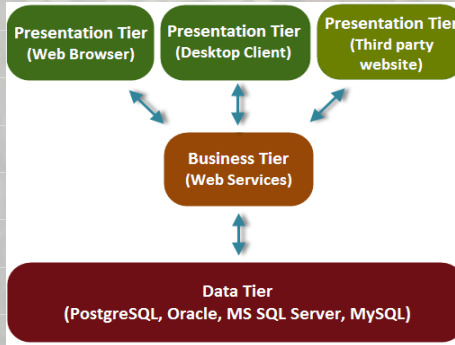 Presentation Tier
(Web Browser)
Presentation Tier
(Desktop Client)
Presentation Tier
(Third party
website)
Business Tier
(Web Services)
Data Tier
(PostgreSQL, Oracle, MS SQL Server, MySQL)